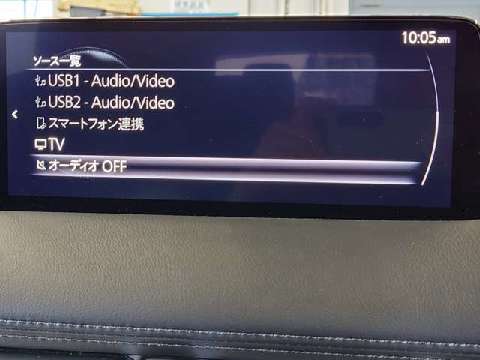 10:05am
ソース一覧
USB1 - Audio/Video
USB2 - Audio/Video
スマートフォン連携
TV
オーディオ OFF